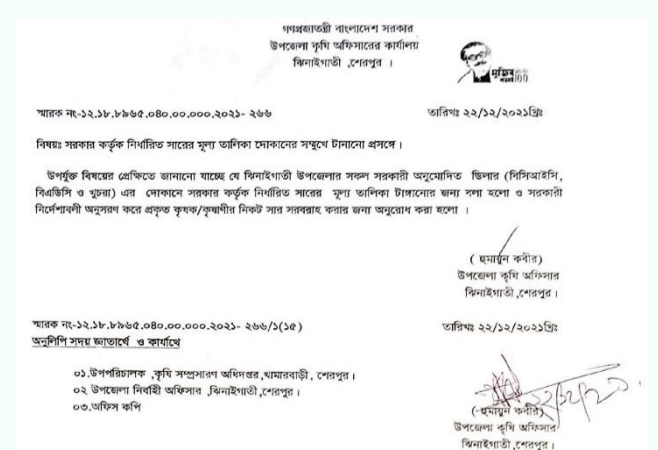 গণপ্রজাতন্ত্রী বাংলাদেশ সরকার
উপজেলা কৃষি অফিসারের কার্যালয়
ঝিনাইগাতী ,শেরপুর ।
মুজিব
শতবর্ষ 100
স্মারক নং-১২.১৮.৮৯৬৫.০৪০.০০.০০০.২০২১- ২৬৬
তারিখঃ ২২/১২/২০২১খ্রিঃ
বিষয়ঃ সরকার কর্তৃক নির্ধারিত সারের মূল্য তালিকা দোকানের সম্মুখে টানানো প্রসঙ্গে ।
উপর্যুক্ত বিষয়ের প্রেক্ষিতে জানানো যাচ্ছে যে ঝিনাইগাতী উপজেলার সকল সরকারী অনুমোদিত ডিলার (বিসিআইসি,
বিএডিসি ও খুচরা) এর দোকানে সরকার কর্তৃক নির্ধারিত সারের মূল্য তালিকা টাঙ্গানোর জন্য বলা হলো ও সরকারী
নির্দেশাবলী অনুসরণ করে প্রকৃত কৃষক/কৃষাণীর নিকট সার সরবরাহ করার জন্য অনুরোধ করা হলো ।
( হুমায়ুন কবীর)
উপজেলা কৃষি অফিসার
ঝিনাইগাতী ,শেরপুর ।
স্মারক নং-১২.১৮.৮৯৬৫.০৪০.০০.০০০.২০২১- ২৬৬/১(১৫)
তারিখঃ ২২/১২/২০২১খ্রিঃ
অনুলিপি সদয় জ্ঞাতার্থে ও কার্যার্থে
০১.উপপরিচালক ,কৃষি সম্প্রসারণ অধিদপ্তর,খামারবাড়ী, শেরপুর ।
০২ উপজেলা নির্বাহী অফিসার ,ঝিনাইগাতী,শেরপুর ।
০৩.অফিস কপি
( হুমায়ুন কবীর)
উপজেলা কৃষি অফিসার
ঝিনাইগাতী ,শেরপুর ।